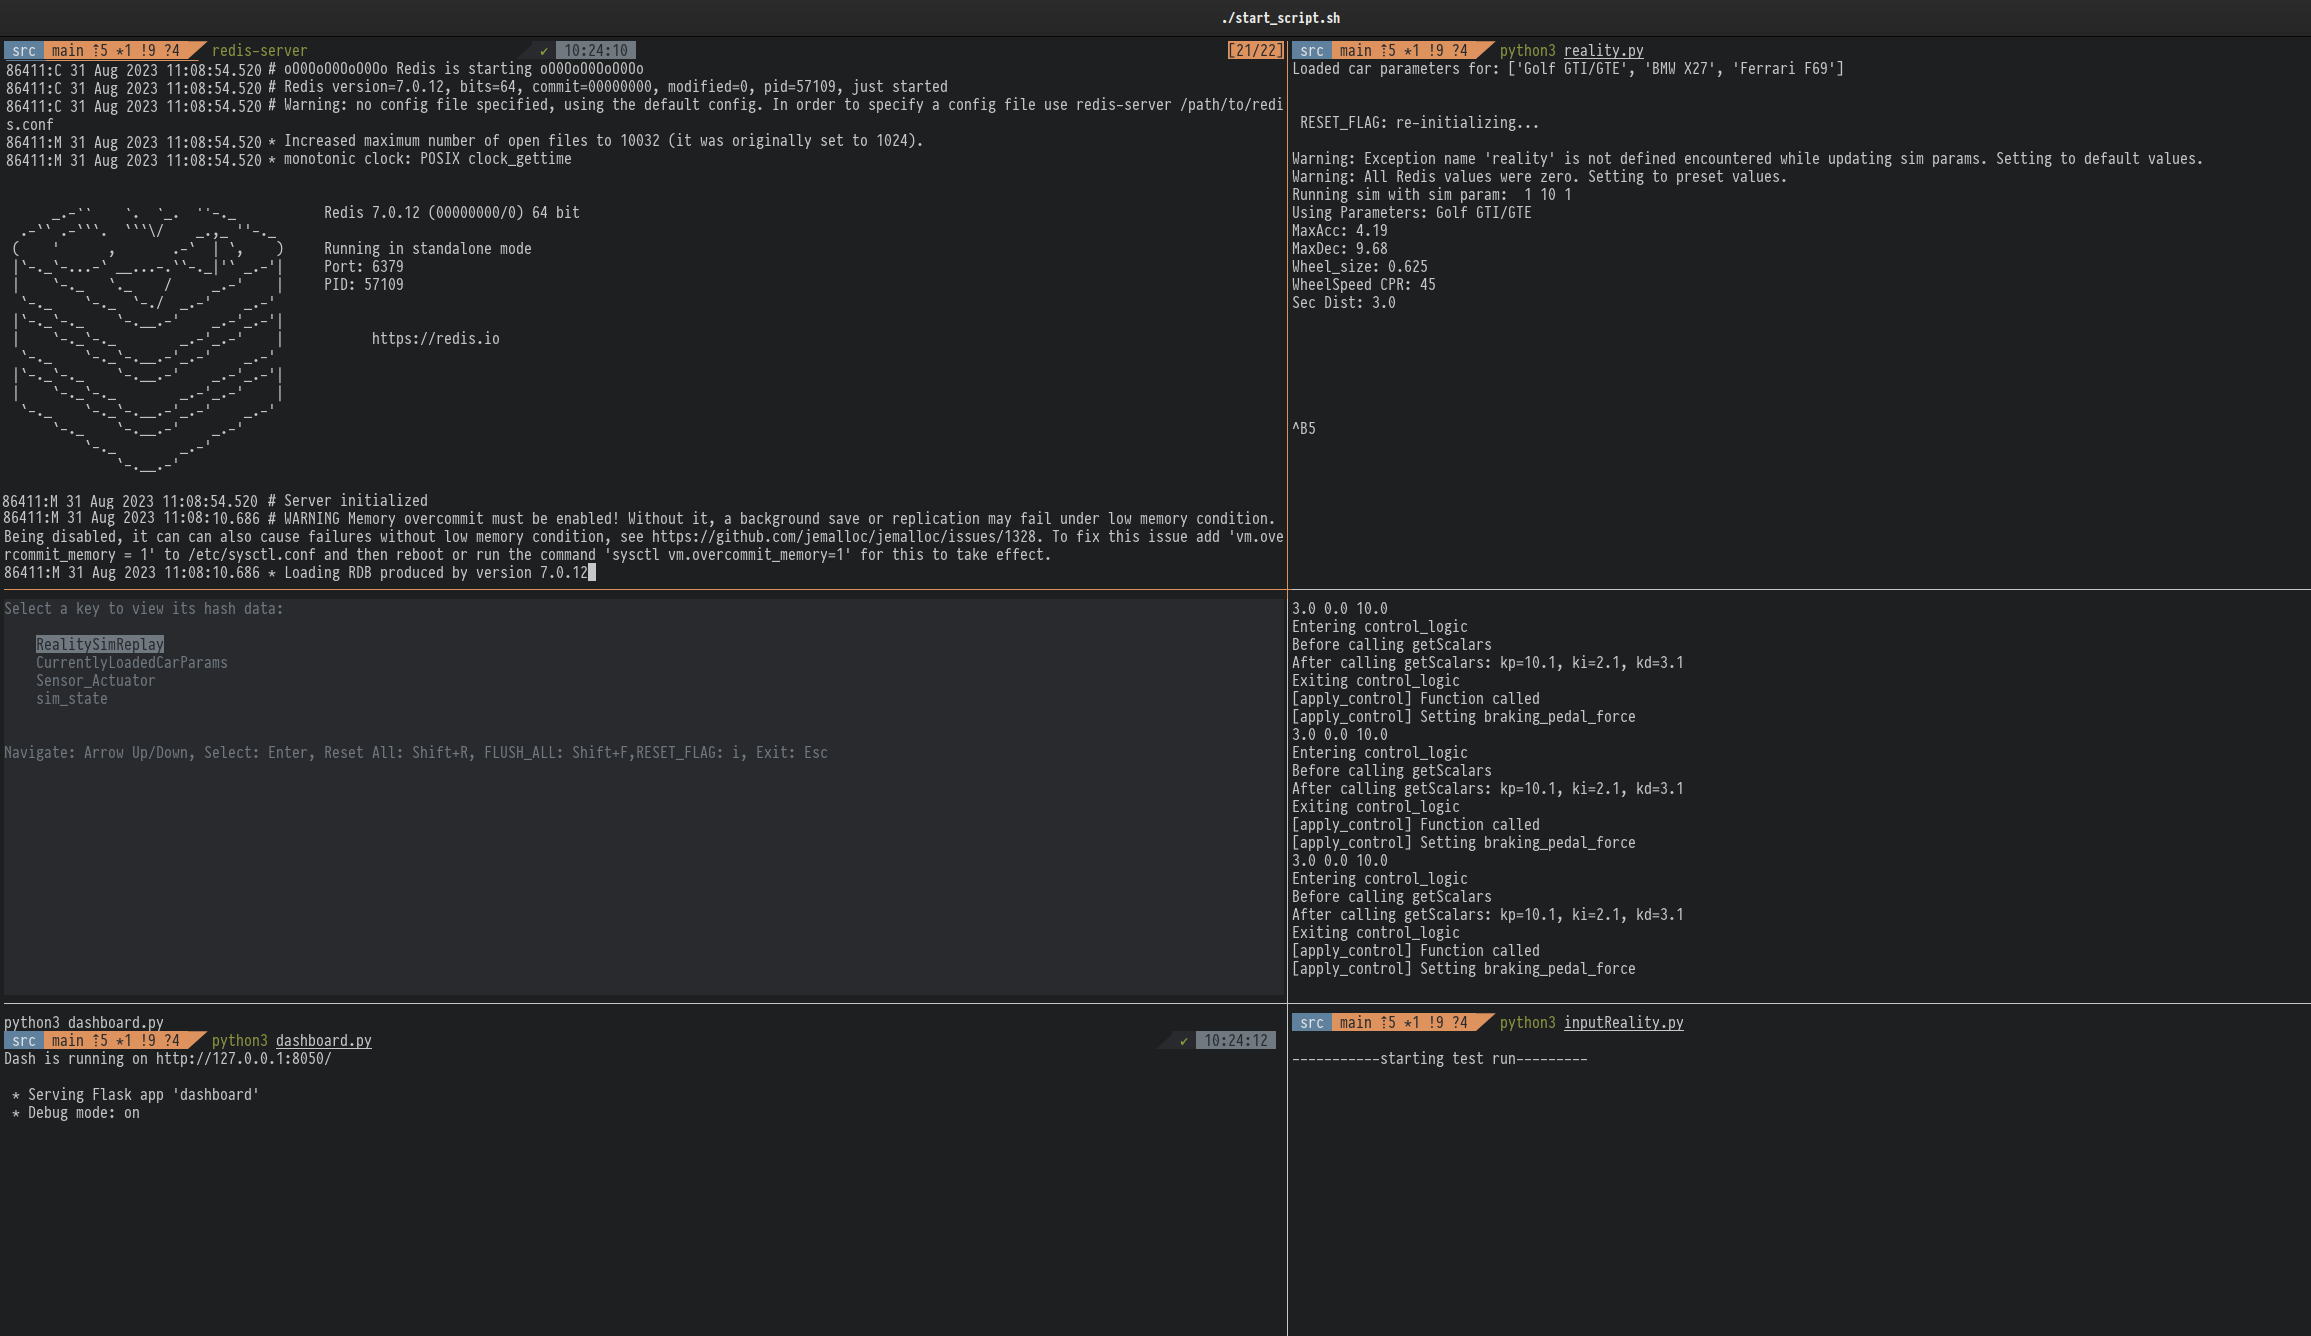 ./start_script.sh
src main ⇡5 *1 !9 ?4 redis-server ✔ 10:24:10 [21/22]
86411:C 31 Aug 2023 11:08:54.520 # oO0OoO0OoO0Oo Redis is starting oO0OoO0OoO0Oo
86411:C 31 Aug 2023 11:08:54.520 # Redis version=7.0.12, bits=64, commit=00000000, modified=0, pid=57109, just started
86411:C 31 Aug 2023 11:08:54.520 # Warning: no config file specified, using the default config. In order to specify a config file use redis-server /path/to/redi
s.conf
86411:M 31 Aug 2023 11:08:54.520 * Increased maximum number of open files to 10032 (it was originally set to 1024).
86411:M 31 Aug 2023 11:08:54.520 * monotonic clock: POSIX clock_gettime
Redis 7.0.12 (00000000/0) 64 bit
Running in standalone mode
Port: 6379
PID: 57109
https://redis.io
86411:M 31 Aug 2023 11:08:54.520 # Server initialized
86411:M 31 Aug 2023 11:08:10.686 # WARNING Memory overcommit must be enabled! Without it, a background save or replication may fail under low memory condition.
Being disabled, it can can also cause failures without low memory condition, see https://github.com/jemalloc/jemalloc/issues/1328. To fix this issue add 'vm.ove
rcommit_memory = 1' to /etc/sysctl.conf and then reboot or run the command 'sysctl vm.overcommit_memory=1' for this to take effect.
86411:M 31 Aug 2023 11:08:10.686 * Loading RDB produced by version 7.0.12
src main ⇡5 *1 !9 ?4 python3 reality.py
Loaded car parameters for: ['Golf GTI/GTE', 'BMW X27', 'Ferrari F69']
RESET_FLAG: re-initializing...
Warning: Exception name 'reality' is not defined encountered while updating sim params. Setting to default values.
Warning: All Redis values were zero. Setting to preset values.
Running sim with sim param:  1 10 1
Using Parameters: Golf GTI/GTE
MaxAcc: 4.19
MaxDec: 9.68
Wheel_size: 0.625
WheelSpeed CPR: 45
Sec Dist: 3.0
^B5
Select a key to view its hash data:
RealitySimReplay
CurrentlyLoadedCarParams
Sensor_Actuator
sim_state
Navigate: Arrow Up/Down, Select: Enter, Reset All: Shift+R, FLUSH_ALL: Shift+F,RESET_FLAG: i, Exit: Esc
3.0 0.0 10.0
Entering control_logic
Before calling getScalars
After calling getScalars: kp=10.1, ki=2.1, kd=3.1
Exiting control_logic
[apply_control] Function called
[apply_control] Setting braking_pedal_force
3.0 0.0 10.0
Entering control_logic
Before calling getScalars
After calling getScalars: kp=10.1, ki=2.1, kd=3.1
Exiting control_logic
[apply_control] Function called
[apply_control] Setting braking_pedal_force
3.0 0.0 10.0
Entering control_logic
Before calling getScalars
After calling getScalars: kp=10.1, ki=2.1, kd=3.1
Exiting control_logic
[apply_control] Function called
[apply_control] Setting braking_pedal_force
python3 dashboard.py
src main ⇡5 *1 !9 ?4 python3 dashboard.py ✔ 10:24:12
Dash is running on http://127.0.0.1:8050/
* Serving Flask app 'dashboard'
* Debug mode: on
src main ⇡5 *1 !9 ?4 python3 inputReality.py
-----------starting test run---------